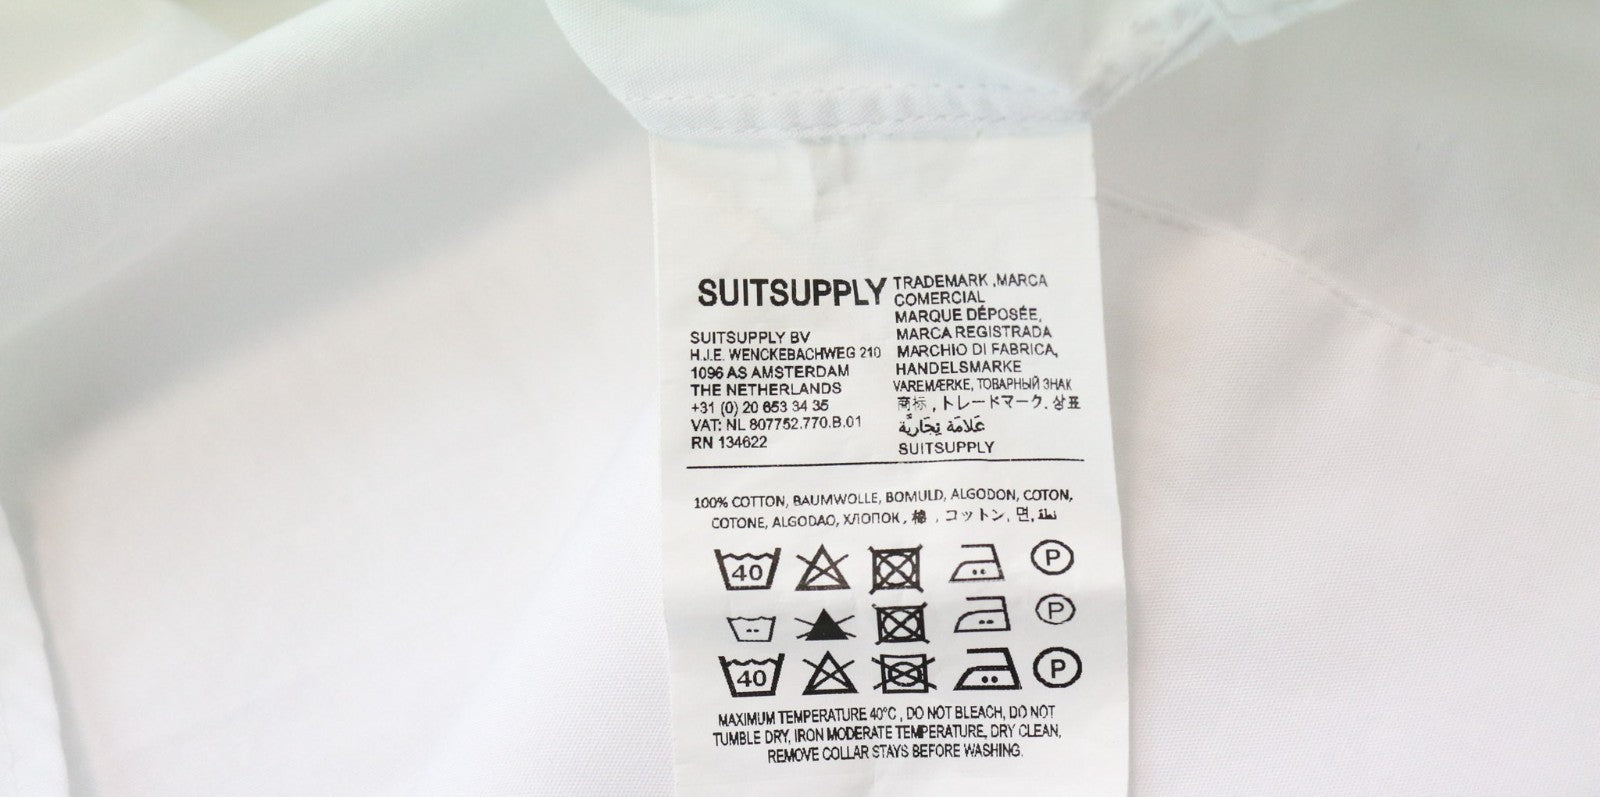 SUITSUPPLY
SUITSUPPLY BV
H.J.E. WENCKEBACHWEG 210
1096 AS AMSTERDAM
THE NETHERLANDS
+31 (0) 20 653 34 35
VAT: NL 807752.770.B.01
RN 134622
TRADEMARK ,MARCA
COMERCIAL
MARQUE DÉPOSÉE,
MARCA REGISTRADA
MARCHIO DI FABRICA,
HANDELSMARKE
VAREMÆRKE, ТОВАРНЫЙ ЗНАК
商标 , トレードマーク. 상표
عَلامَة تِجَاريَّة
SUITSUPPLY
100% COTTON, BAUMWOLLE, BOMULD, ALGODON, COTON,
COTONE, ALGODAO, ХЛОПОК , 棉 , コットン, 면,
40 P
P
40 P
MAXIMUM TEMPERATURE 40°C , DO NOT BLEACH, DO NOT
TUMBLE DRY, IRON MODERATE TEMPERATURE, DRY CLEAN,
REMOVE COLLAR STAYS BEFORE WASHING.